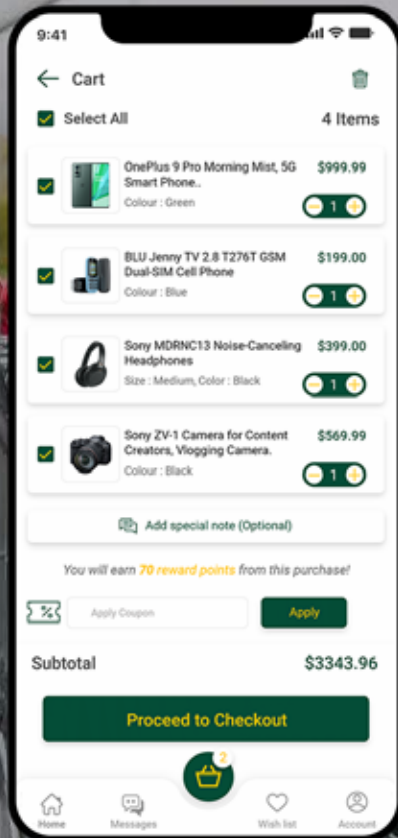 9:41
Cart
Select All
4 Items
OnePlus 9 Pro Morning Mist, 5G
Smart Phone..
$999.99
Colour : Green
1
BLU Jenny TV 2.8 T276T GSM
Dual-SIM Cell Phone
$199.00
Colour : Blue
1
Sony MDRNC13 Noise-Canceling
Headphones
$399.00
Size : Medium, Color : Black
1
Sony ZV-1 Camera for Content
Creators, Vlogging Camera.
$569.99
Colour : Black
1
Add special note (Optional)
You will earn 70 reward points from this purchase!
Apply Coupon
Apply
Subtotal
$3343.96
Proceed to Checkout
2
Home
Messages
Wish list
Account